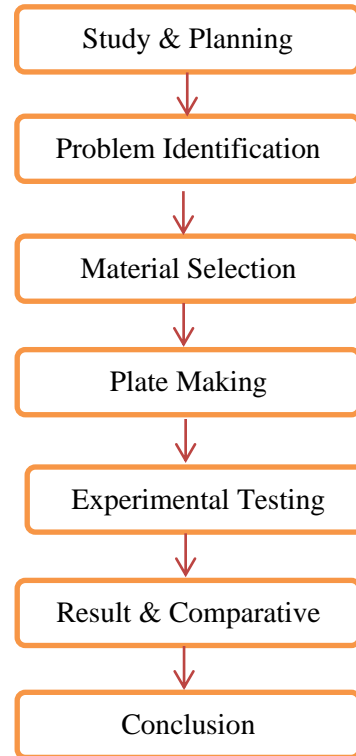 Study & Planning
Problem Identification
Material Selection
Plate Making
Experimental Testing
Result & Comparative
Conclusion